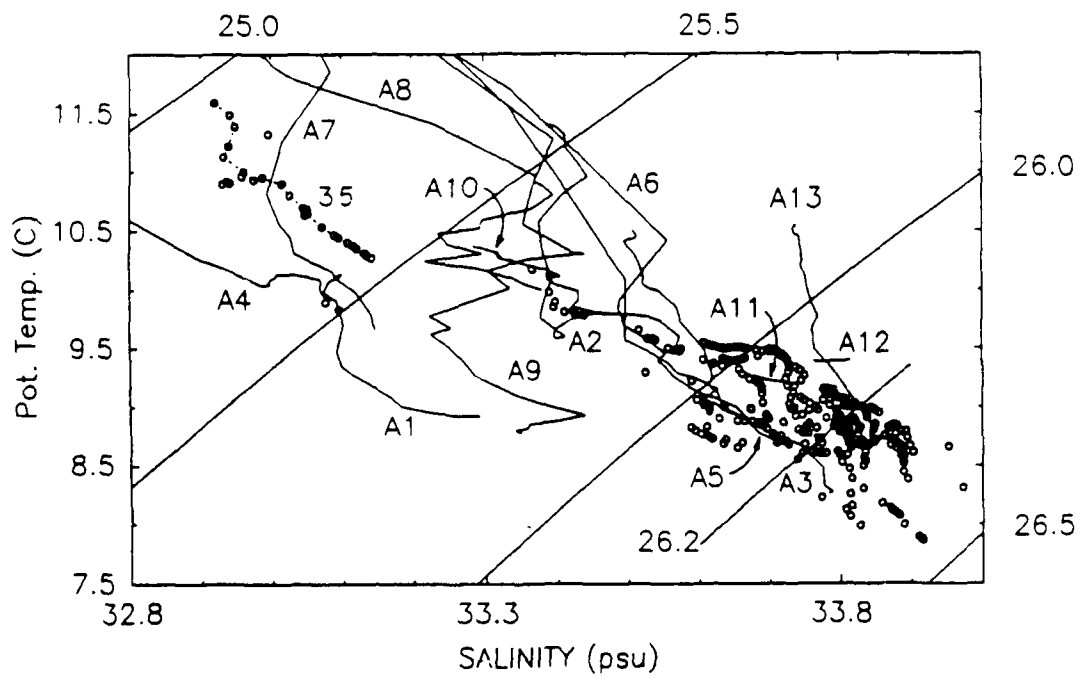 25.0
25.5
11.5
10.5
9.5
8.5
7.5
Pot. Temp. (C)
A8
A7
35
A10
A6
A13
26.0
A4
A11
A2
A12
A9
A1
A5
A3
26.2
26.5
32.8
33.3
33.8
SALINITY (psu)